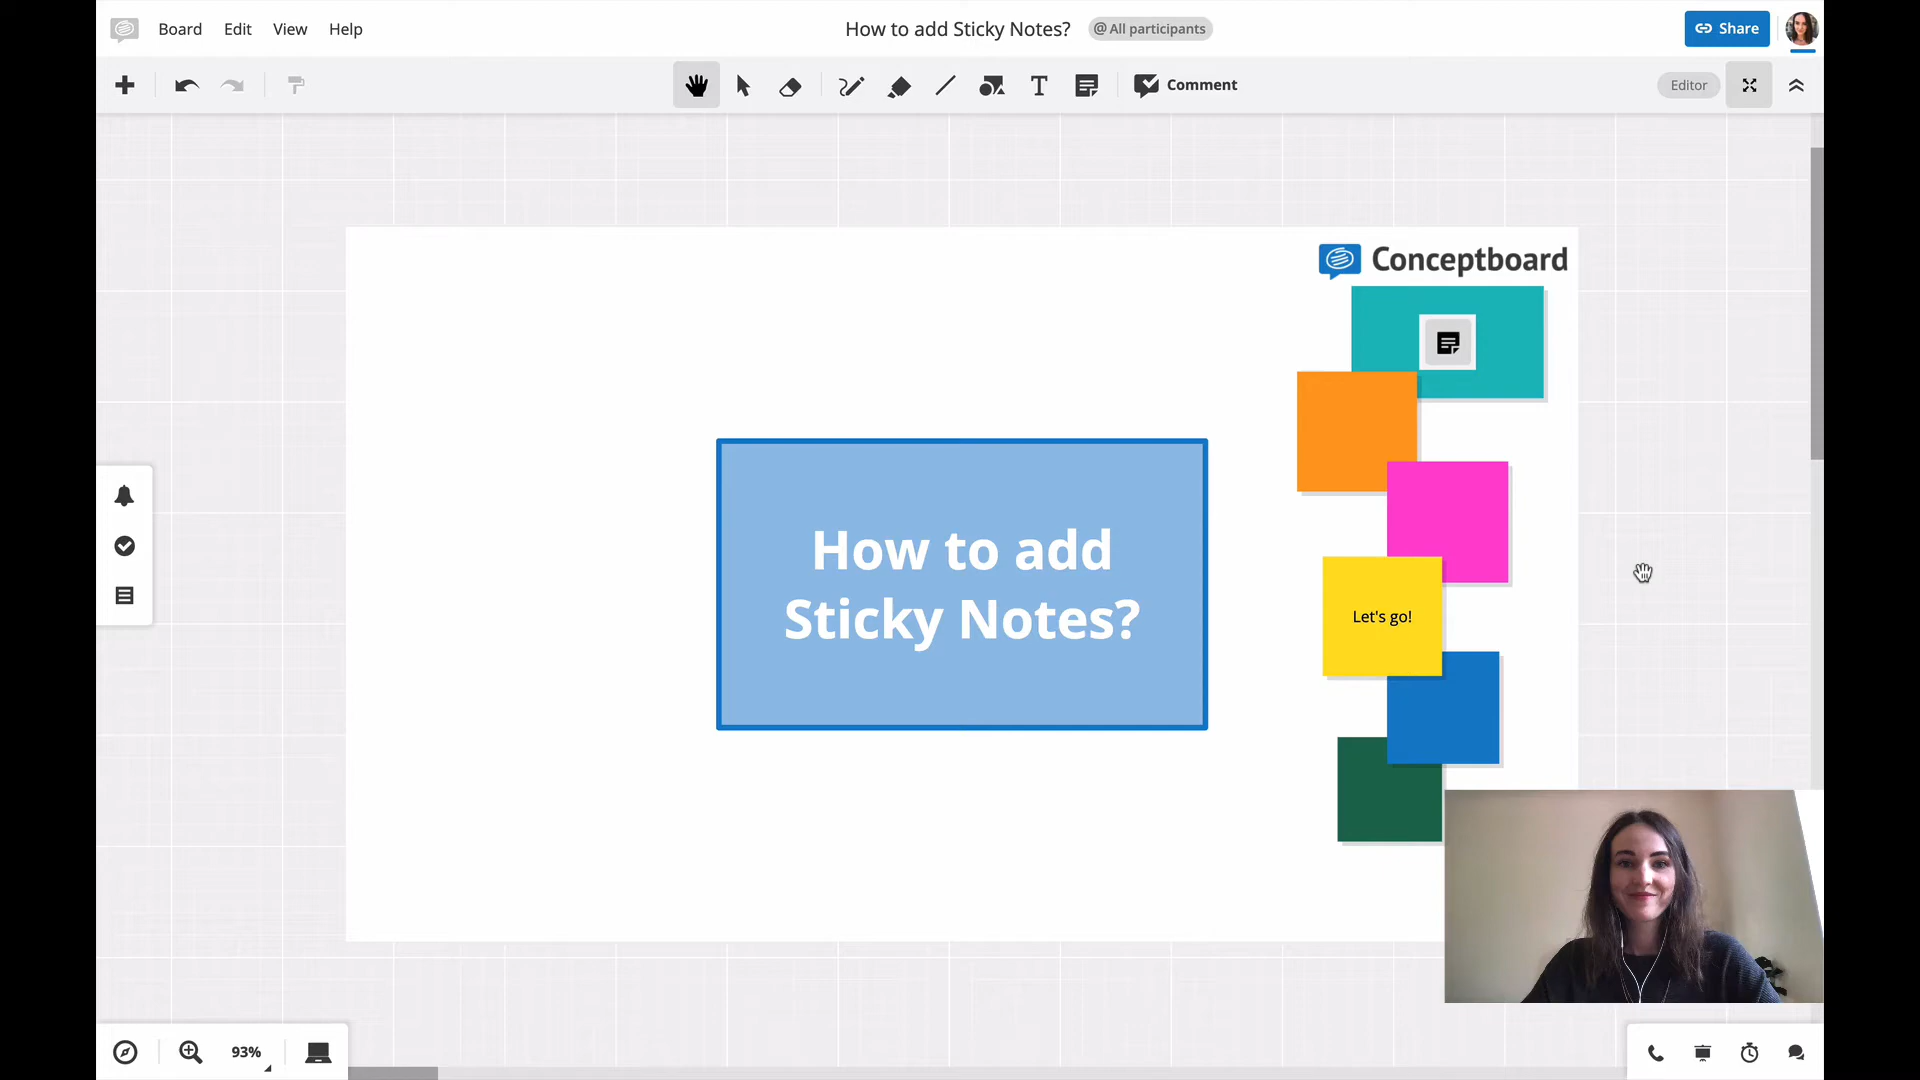 Board Edit View Help
How to add Sticky Notes?
@ All participants
Share
Comment
Editor
Conceptboard
How to add
Sticky Notes?
Let's go!
93%